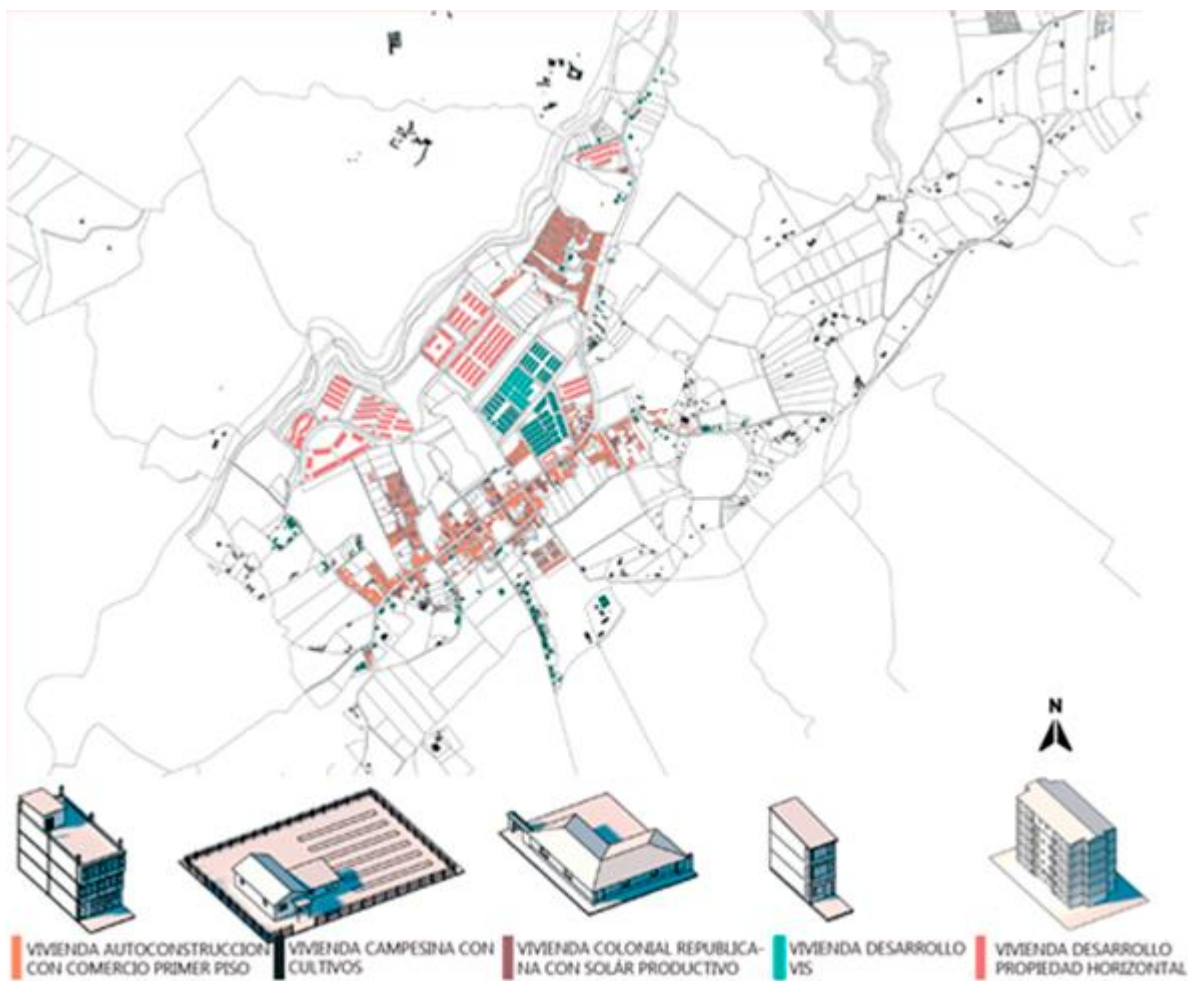 N
VIVIENDA AUTOCONSTRUCCION
CON COMERCIO PRIMER PISO
VIVIENDA CAMPESINA CON
CULTIVOS
VIVIENDA COLONIAL REPUBLICA-
NA CON SOLÁR PRODUCTIVO
VIVIENDA DESARROLLO
VIS
VIVIENDA DESARROLLO
PROPIEDAD HORIZONTAL